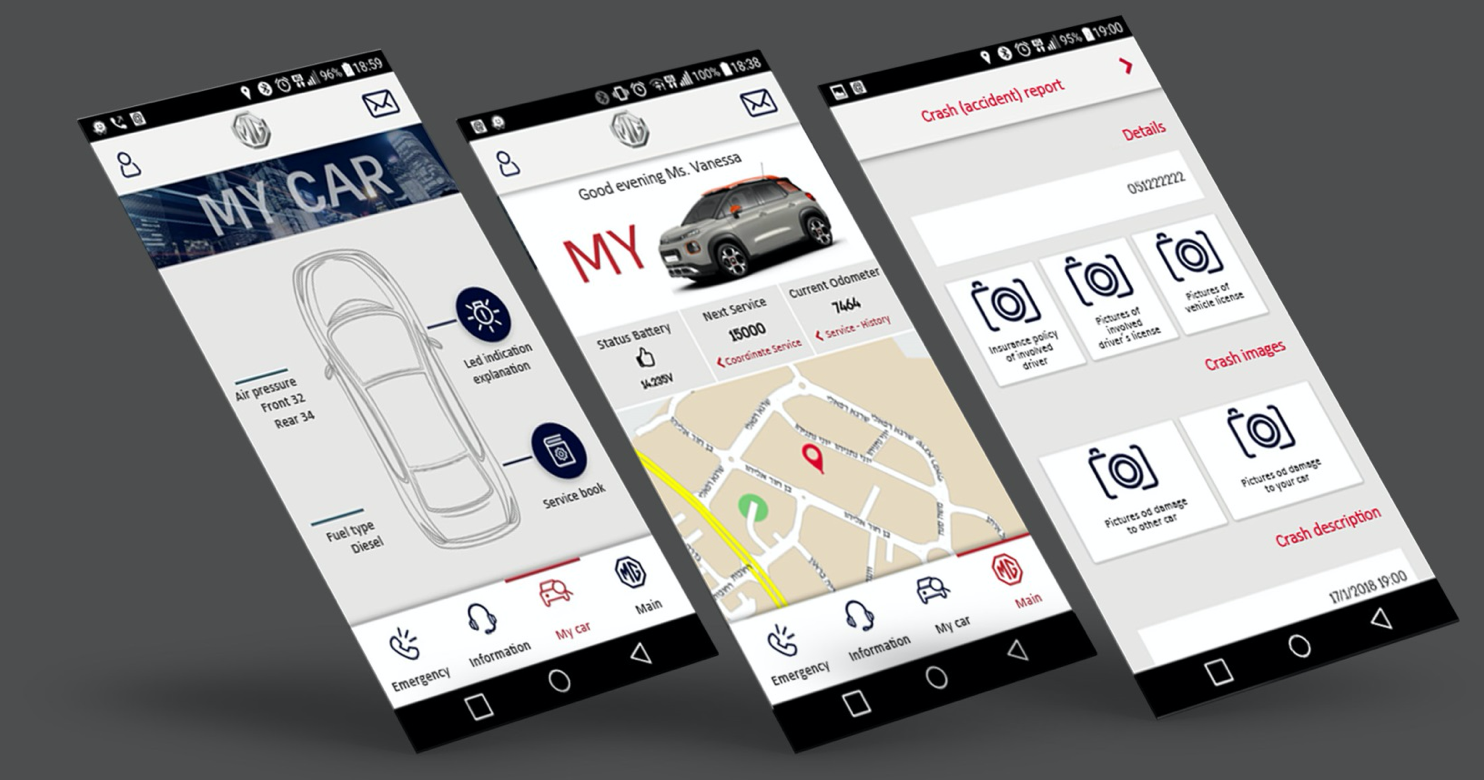 96% 18:59
MG
MY CAR
Led indication
explanation
Air pressure
Front 32
Rear 34
Service book
Fuel type
Diesel
Emergency
Information
My car
MG
Main
100% 18:38
MG
Good evening Ms. Vanessa
MY
Status Battery
14.235V
Next Service
15000
Coordinate Service
Current Odometer
7464
Service - History
Emergency
Information
My car
MG
Main
95% 19:00
Crash (accident) report
Details
051222222
Insurance policy
of involved
driver
Pictures of
involved
driver's license
Pictures of
vehicle license
Crash images
Pictures od damage
to other car
Pictures od damage
to your car
Crash description
17/1/2018 19:00